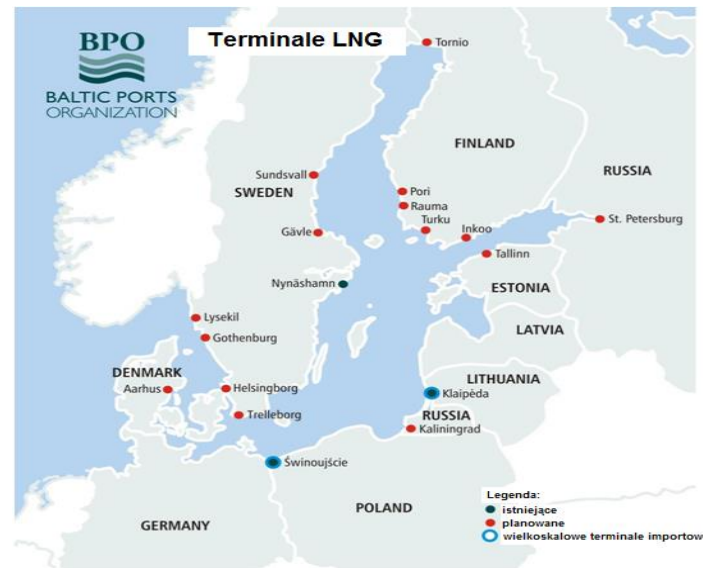 BPO
BALTIC PORTS
ORGANIZATION
Terminale LNG
Tornio
FINLAND
RUSSIA
Sundsvall
SWEDEN
Pori
Rauma
Turku
Inkoo
St. Petersburg
Gävle
Tallinn
Nynäshamn
ESTONIA
Lysekil
Gothenburg
LATVIA
DENMARK
Aarhus
Helsingborg
LITHUANIA
Klaipėda
Trelleborg
RUSSIA
Kaliningrad
Świnoujście
POLAND
GERMANY
Legenda:
istniejące
planowane
wielkoskalowe terminale importow